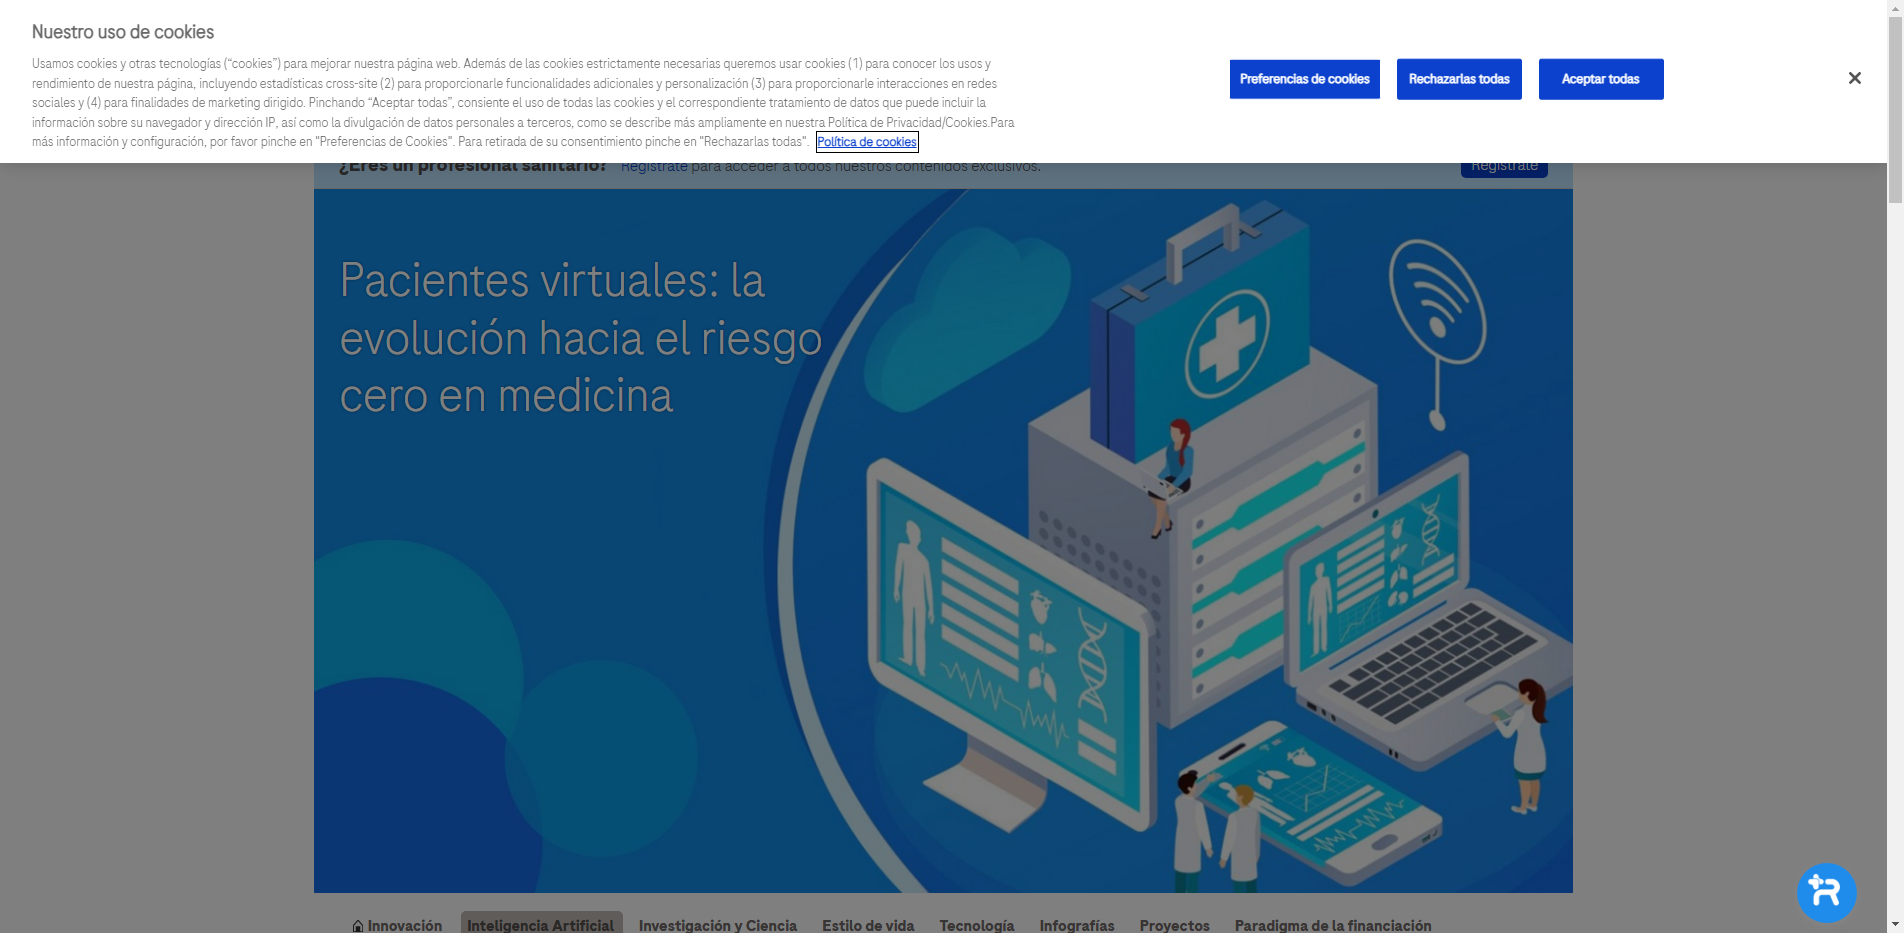 Nuestro uso de cookies
Usamos cookies y otras tecnologías (“cookies”) para mejorar nuestra página web. Además de las cookies estrictamente necesarias queremos usar cookies (1) para conocer los usos y
rendimiento de nuestra página, incluyendo estadísticas cross-site (2) para proporcionarle funcionalidades adicionales y personalización (3) para proporcionarle interacciones en redes
sociales y (4) para finalidades de marketing dirigido. Pinchando “Aceptar todas”, consiente el uso de todas las cookies y el correspondiente tratamiento de datos que puede incluir la
información sobre su navegador y dirección IP, así como la divulgación de datos personales a terceros, como se describe más ampliamente en nuestra Política de Privacidad/Cookies.Para
más información y configuración, por favor pinche en "Preferencias de Cookies". Para retirada de su consentimiento pinche en "Rechazarlas todas". Política de cookies
Preferencias de cookies
Rechazarlas todas
Aceptar todas
¿Eres un profesional sanitario? Regístrate para acceder a todos nuestros contenidos exclusivos.
Regístrate
Pacientes virtuales: la
evolución hacia el riesgo
cero en medicina
Innovación Inteligencia Artificial Investigación y Ciencia Estilo de vida Tecnología Infografías Proyectos Paradigma de la financiación